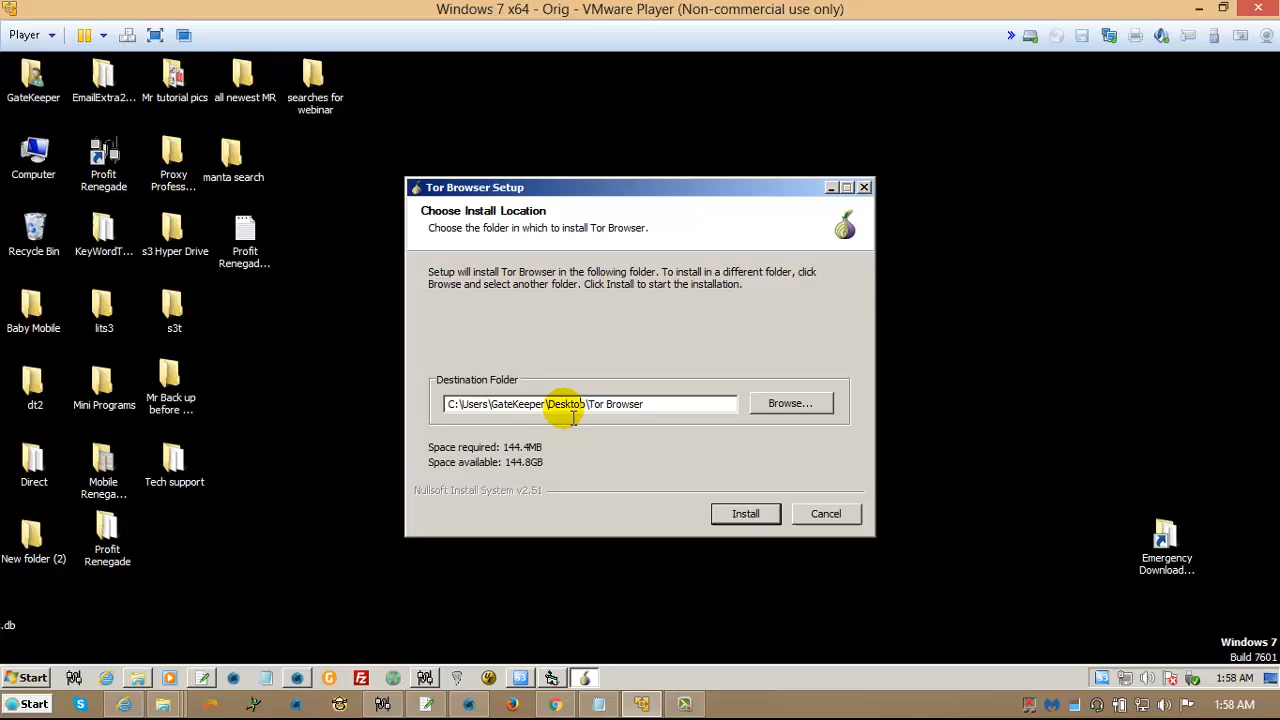 Windows 7 x64 - Orig - VMware Player (Non-commercial use only)
Player
GateKeeper
EmailExtra2...
Mr tutorial pics
all newest MR
searches for
webinar
Computer
Profit
Renegade
Proxy
Profess...
manta search
Recycle Bin
KeyWordT...
s3 Hyper Drive
Profit
Renegad...
Baby Mobile
lits3
s3t
dt2
Mini Programs
Mr Back up
before ...
Direct
Mobile
Renega...
Tech support
New folder (2)
Profit
Renegade
.db
Tor Browser Setup
Choose Install Location
Choose the folder in which to install Tor Browser.
Setup will install Tor Browser in the following folder. To install in a different folder, click
Browse and select another folder. Click Install to start the installation.
Destination Folder
C:\Users\GateKeeper\Desktop\Tor Browser
Browse...
Space required: 144.4MB
Space available: 144.8GB
Nullsoft Install System v2.51
Install
Cancel
Emergency
Download...
Windows 7
Build 7601
Start
1:58 AM
Start
1:58 AM